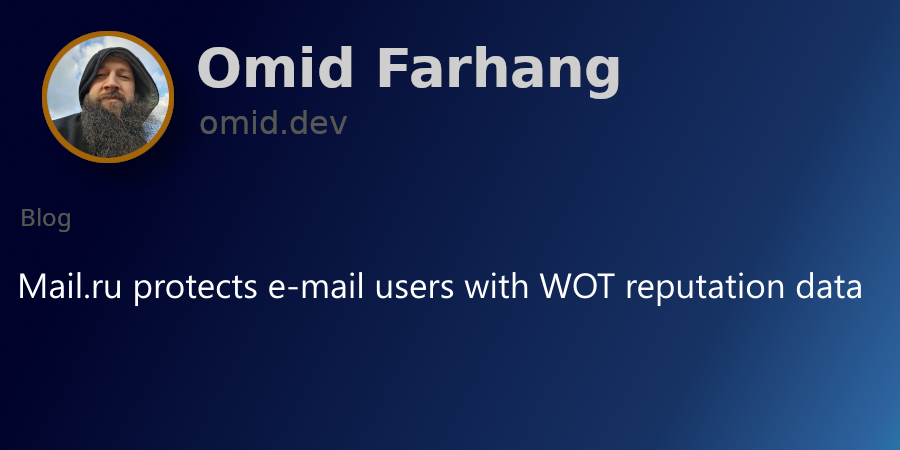 Omid Farhang
omid.dev
Blog
Mail.ru protects e-mail users with WOT reputation data